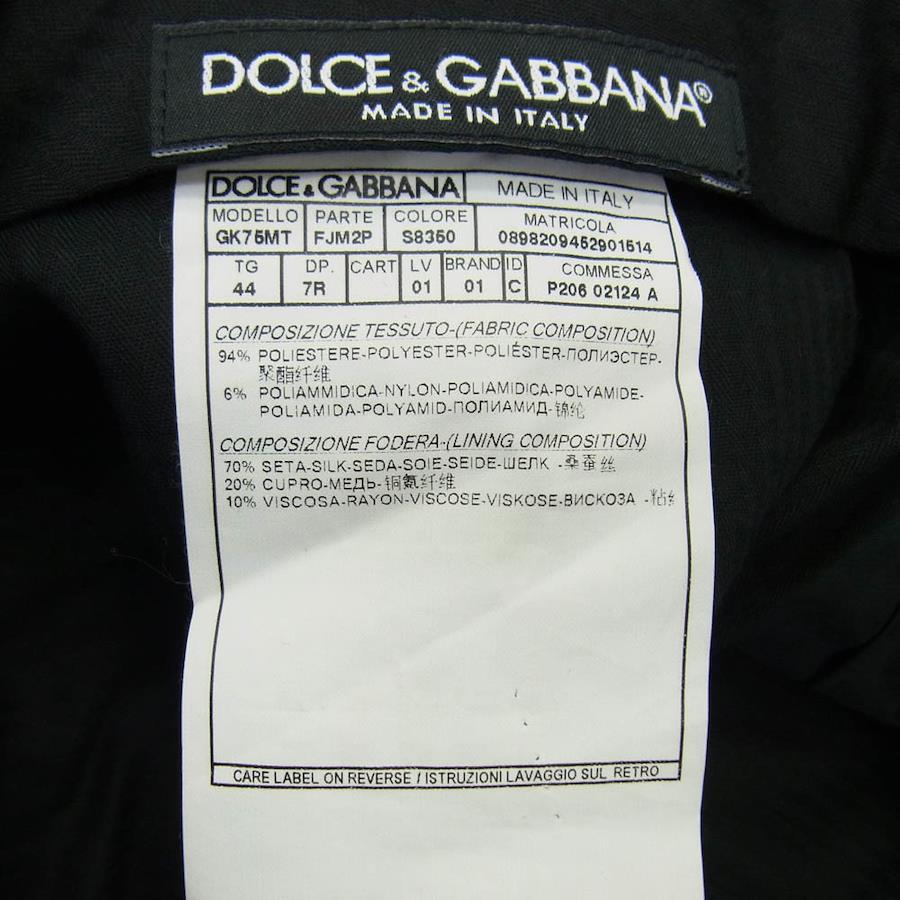 DOLCE & GABBANA®
MADE IN ITALY
DOLCE & GABBANA MADE IN ITALY
MODELLO PARTE COLORE MATRICOLA
GK75MT FJM2P S8350 0898209452901514
TG DP. CART LV BRAND ID COMMESSA
44 7R 01 01 C P206 02124 A
COMPOSIZIONE TESSUTO-(FABRIC COMPOSITION)
94% POLIESTERE-POLYESTER-POLIÉSTER-ПОЛИЭСТЕР-
聚酯纤维
6% POLIAMMIDICA-NYLON-POLIAMIDICA-POLYAMIDE-
POLIAMIDA-POLYAMID-ПОЛИАМИД-锦纶
COMPOSIZIONE FODERA-(LINING COMPOSITION)
70% SETA-SILK-SEDA-SOIE-SEIDE-ШЕЛК -桑蚕丝
20% CUPRO-МЕДЬ-铜氨纤维
10% VISCOSA-RAYON-VISCOSE-VISKOSE-ВИСКОЗА -粘
CARE LABEL ON REVERSE / ISTRUZIONI LAVAGGIO SUL RETRO